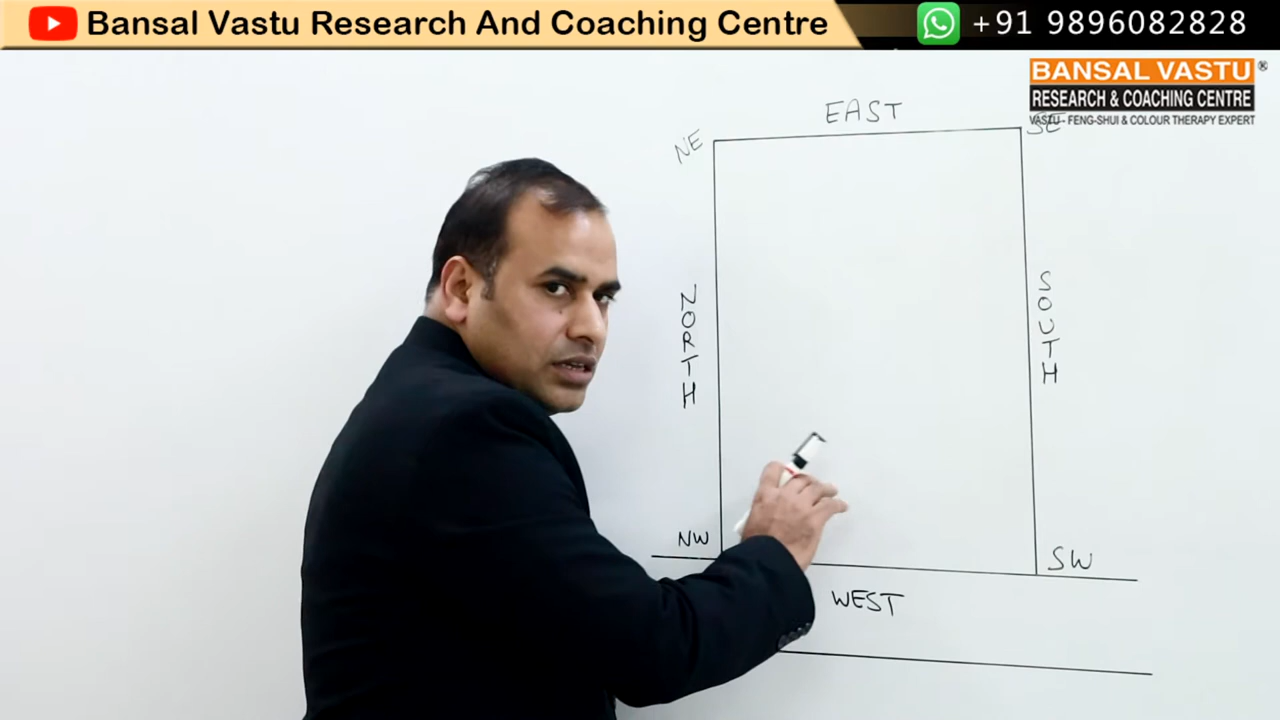 Bansal Vastu Research And Coaching Centre
+91 9896082828
BANSAL VASTU®
RESEARCH & COACHING CENTRE
VASTU - FENG-SHUI & COLOUR THERAPY EXPERT
EAST
NE
SE
NORTH
SOUTH
NW
SW
WEST